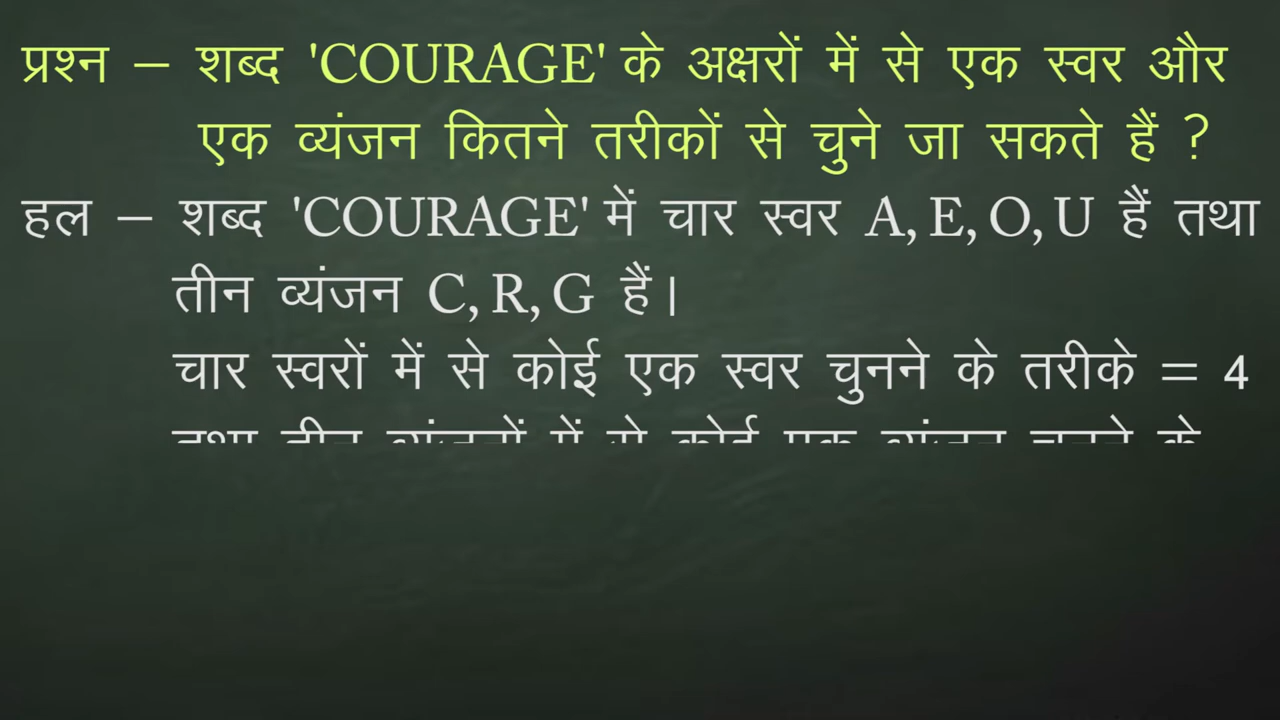 प्रश्न – शब्द 'COURAGE' के अक्षरों में से एक स्वर और
एक व्यंजन कितने तरीकों से चुने जा सकते हैं ?
हल – शब्द 'COURAGE' में चार स्वर A, E, O, U हैं तथा
तीन व्यंजन C, R, G हैं।
चार स्वरों में से कोई एक स्वर चुनने के तरीके = 4